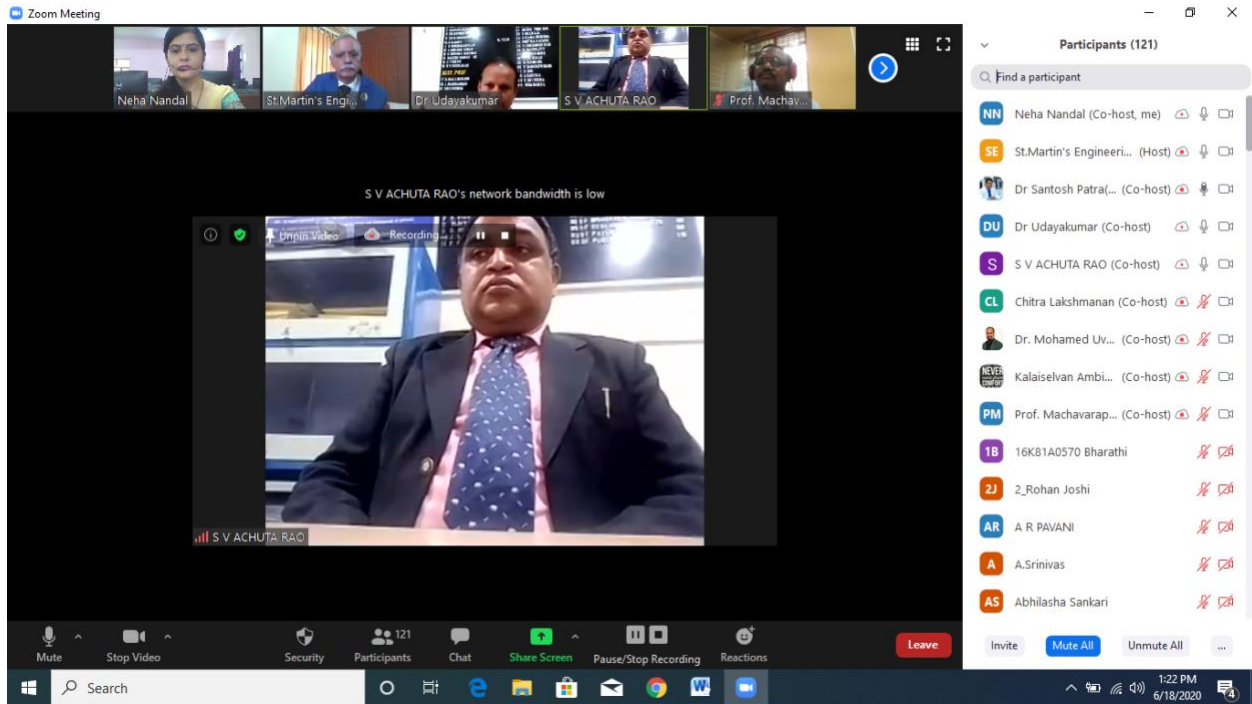 Zoom Meeting
Neha Nandal
St.Martin's Engi...
Dr Udayakumar
S V ACHUTA RAO
Prof. Machav...
S V ACHUTA RAO's network bandwidth is low
Unpin Video
Recording...
S V ACHUTA RAO
Participants (121)
Find a participant
NN Neha Nandal (Co-host, me)
SE St.Martin's Engineeri... (Host)
Dr Santosh Patra(... (Co-host)
DU Dr Udayakumar (Co-host)
S S V ACHUTA RAO (Co-host)
CL Chitra Lakshmanan (Co-host)
Dr. Mohamed Uv... (Co-host)
NEVER
Kalaiselvan Ambi... (Co-host)
PM Prof. Machavarap... (Co-host)
1B 16K81A0570 Bharathi
2J 2_Rohan Joshi
AR A R PAVANI
A A.Srinivas
AS Abhilasha Sankari
Invite Mute All Unmute All ...
121
Mute Stop Video Security Participants Chat Share Screen Pause/Stop Recording Reactions
Leave
Search
W
1:22 PM
6/18/2020
4